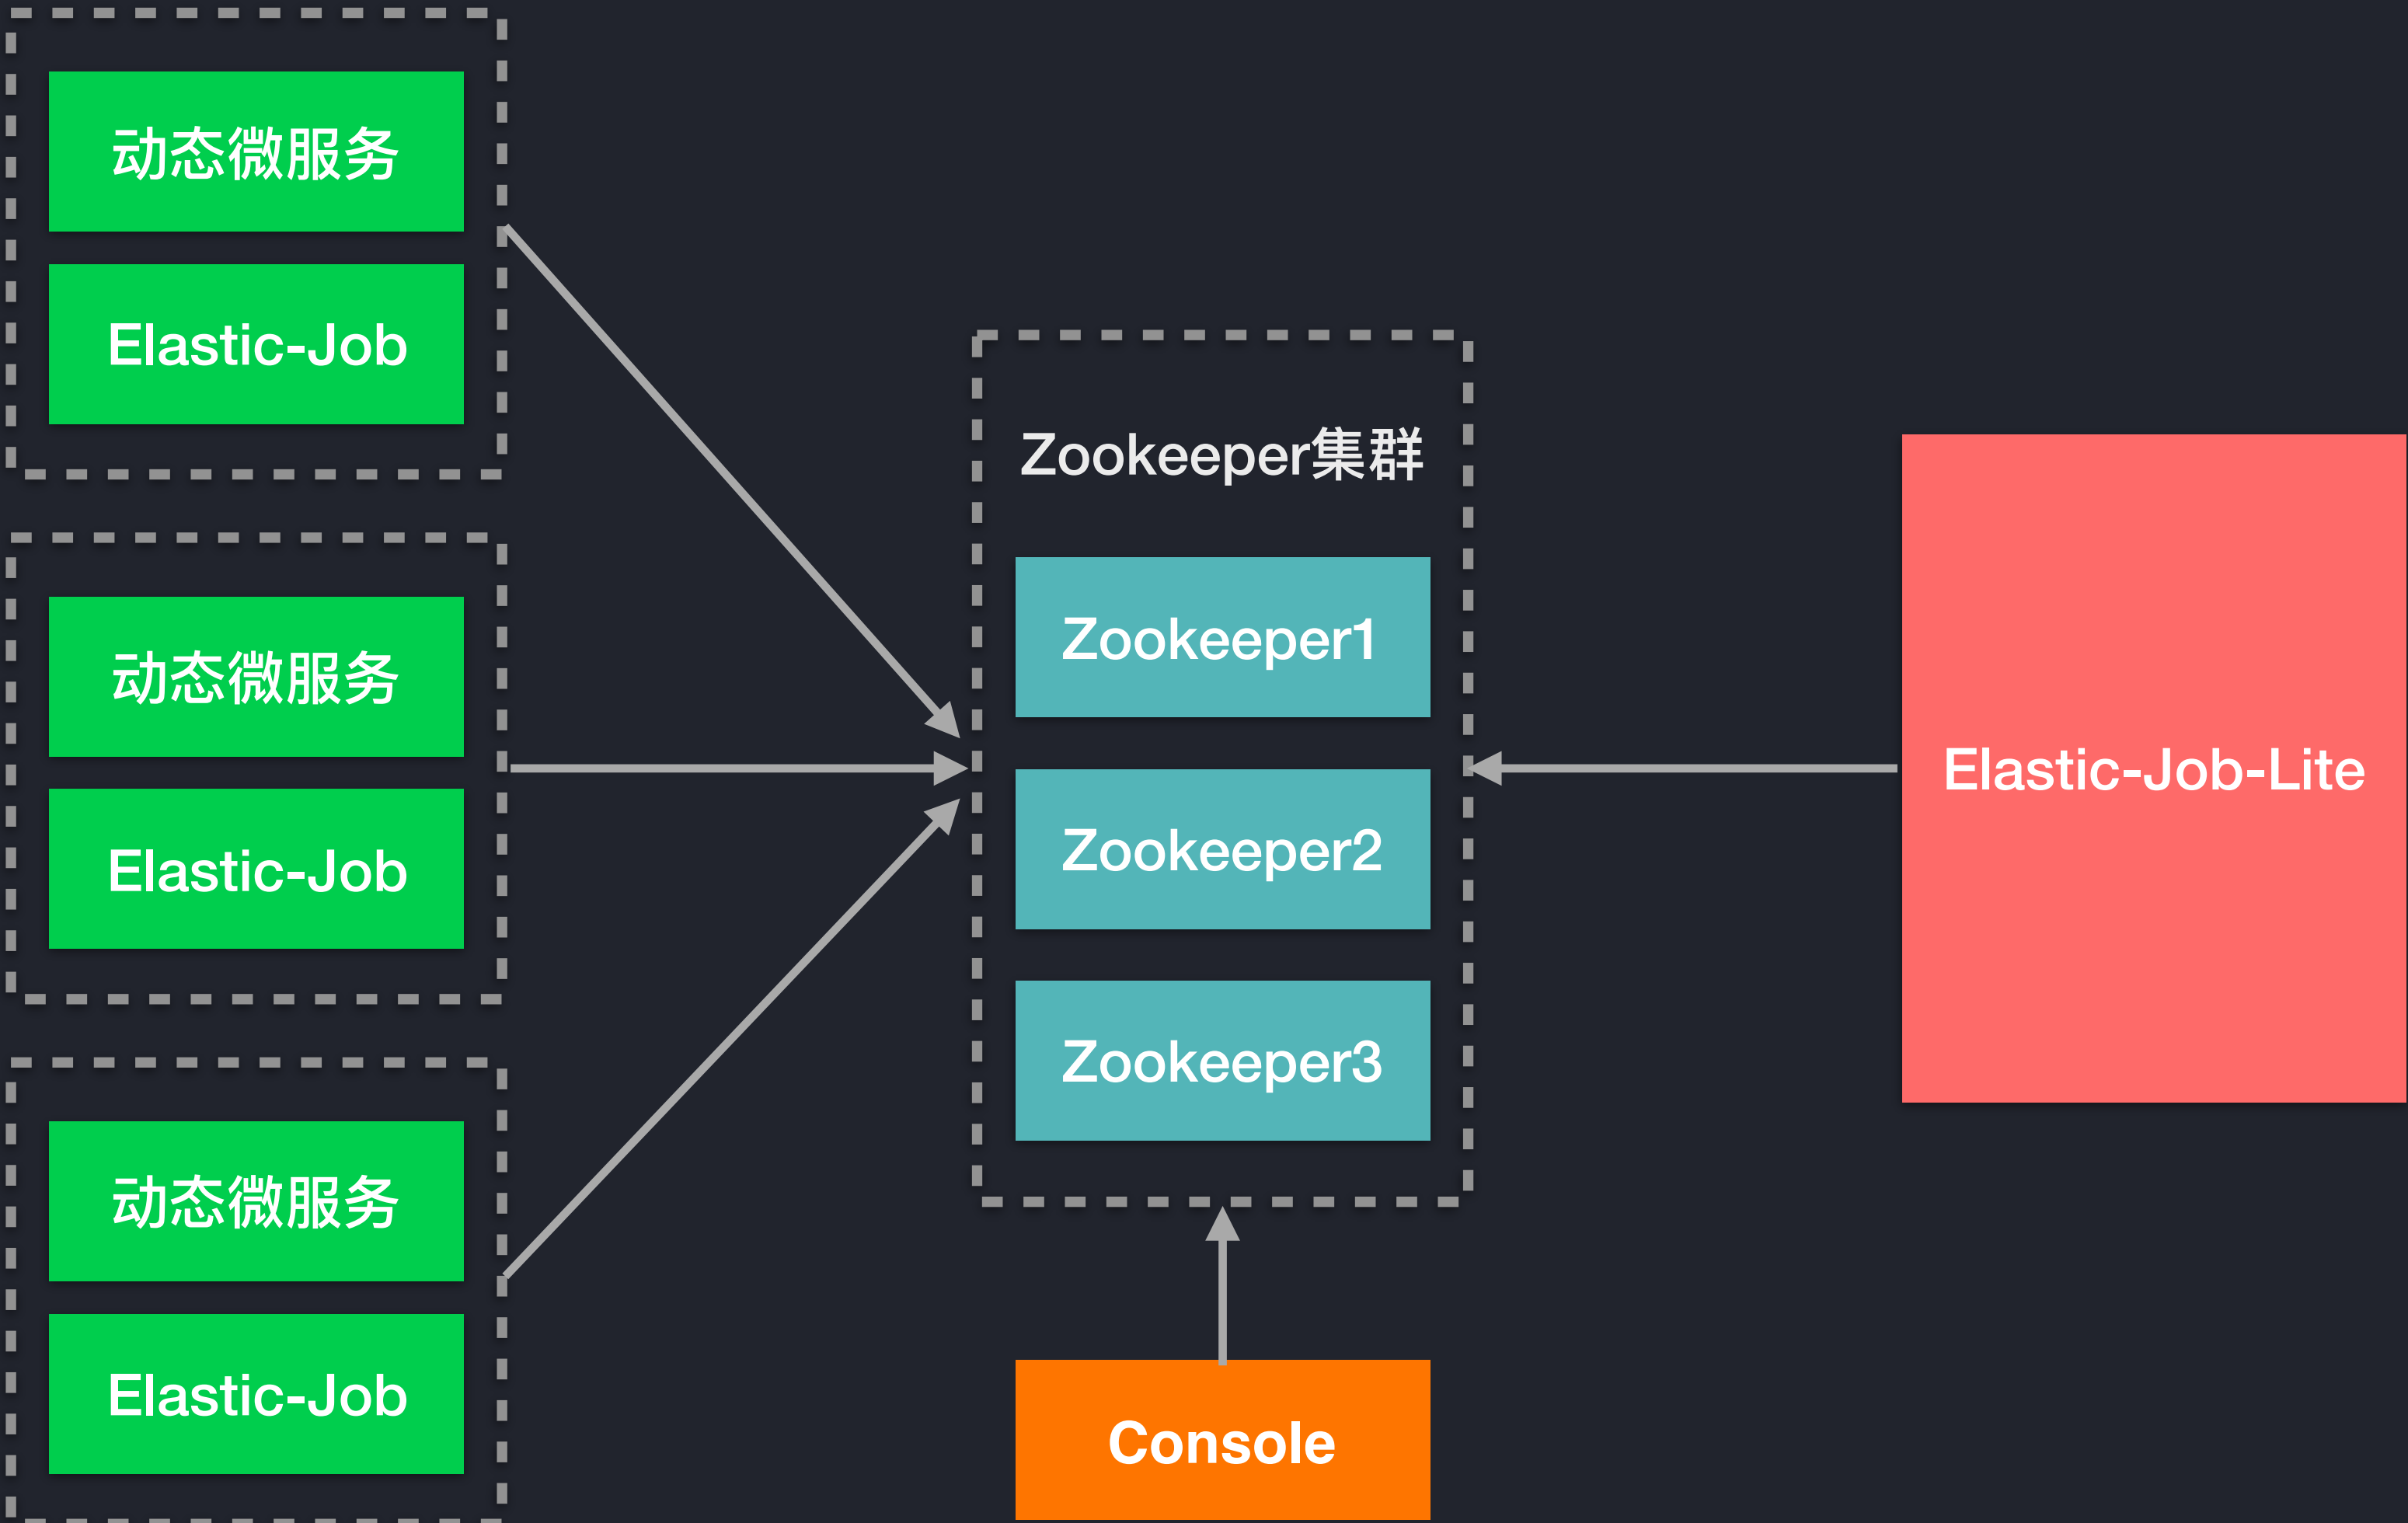 动态微服务
Elastic-Job
动态微服务
Elastic-Job
动态微服务
Elastic-Job
Zookeeper集群
Zookeeper1
Zookeeper2
Zookeeper3
Console
Elastic-Job-Lite